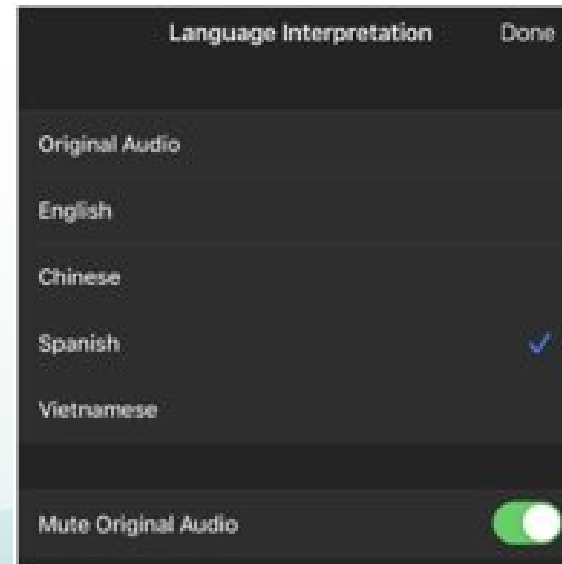 Language Interpretation Done
Original Audio
English
Chinese
Spanish
Vietnamese
Mute Original Audio